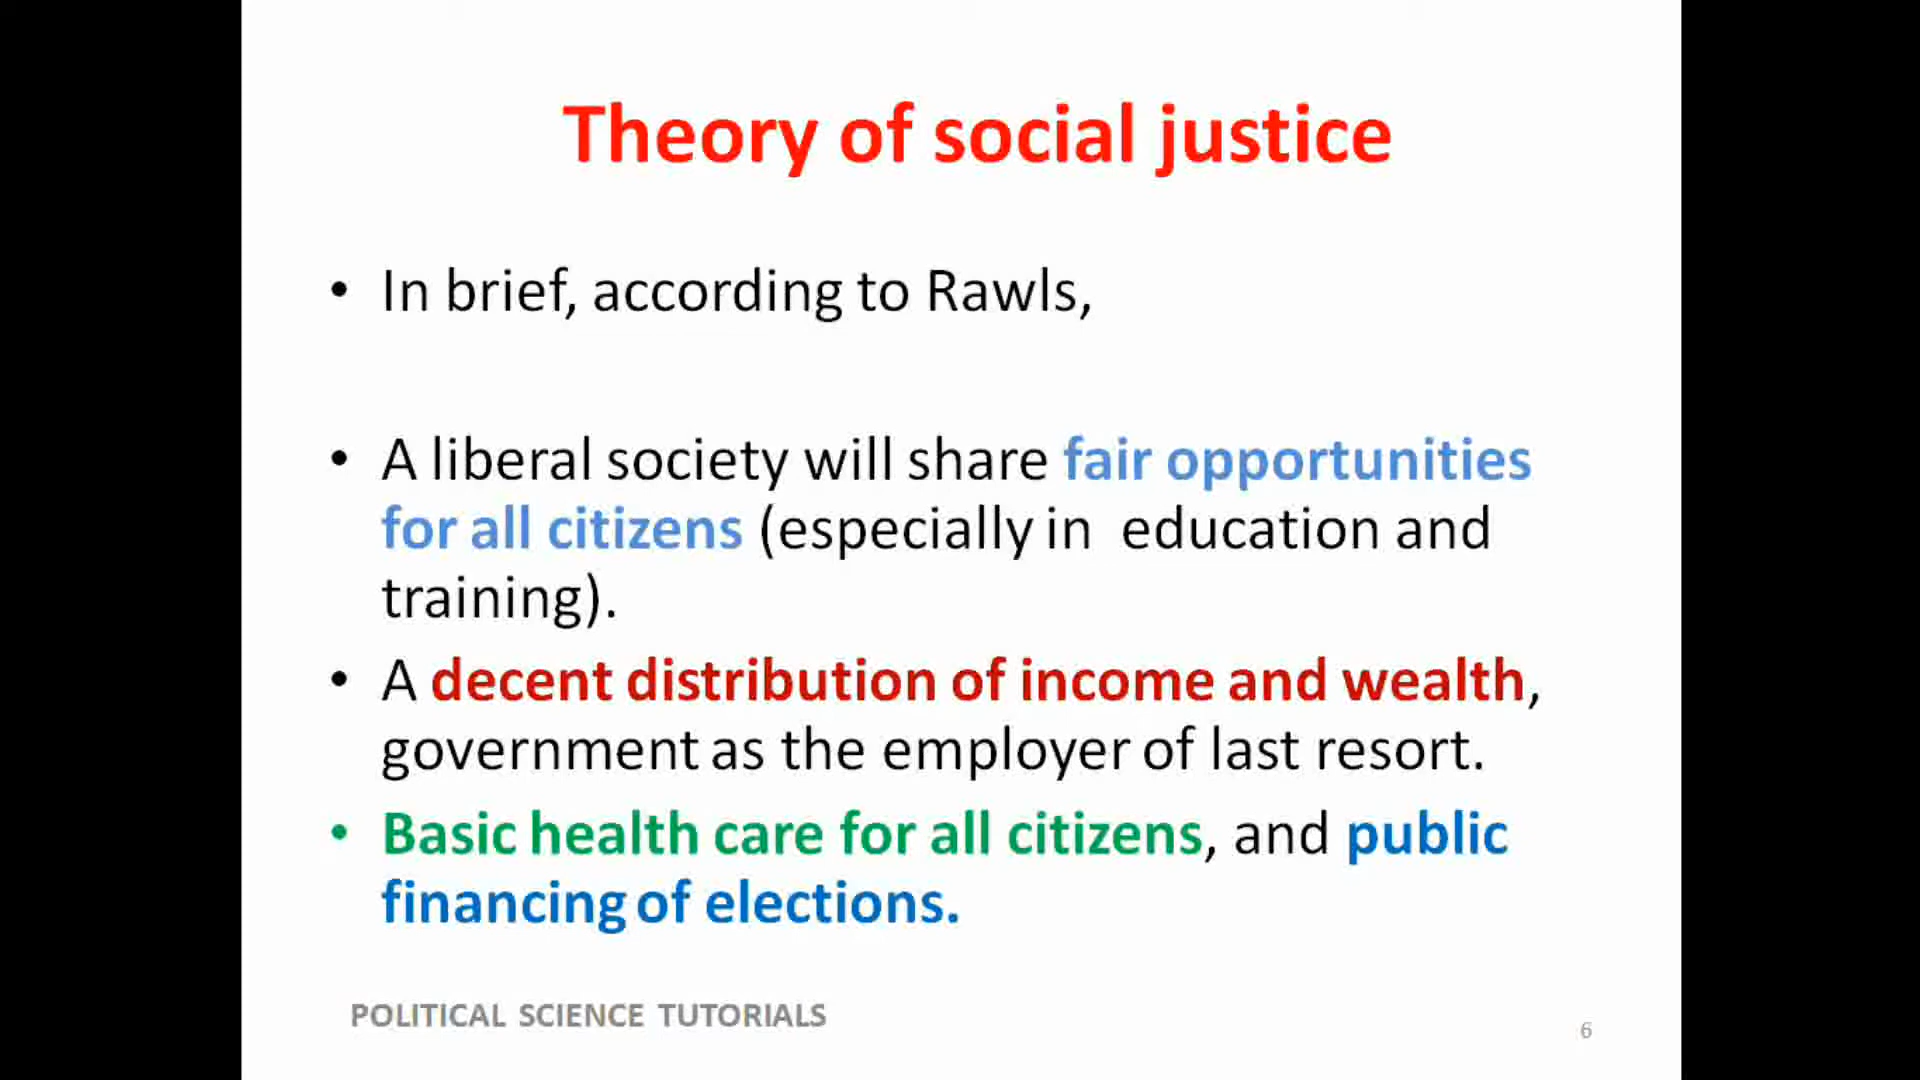 Theory of social justice
• In brief, according to Rawls,
• A liberal society will share fair opportunities
for all citizens (especially in education and
training).
• A decent distribution of income and wealth,
government as the employer of last resort.
• Basic health care for all citizens, and public
financing of elections.
POLITICAL SCIENCE TUTORIALS
6